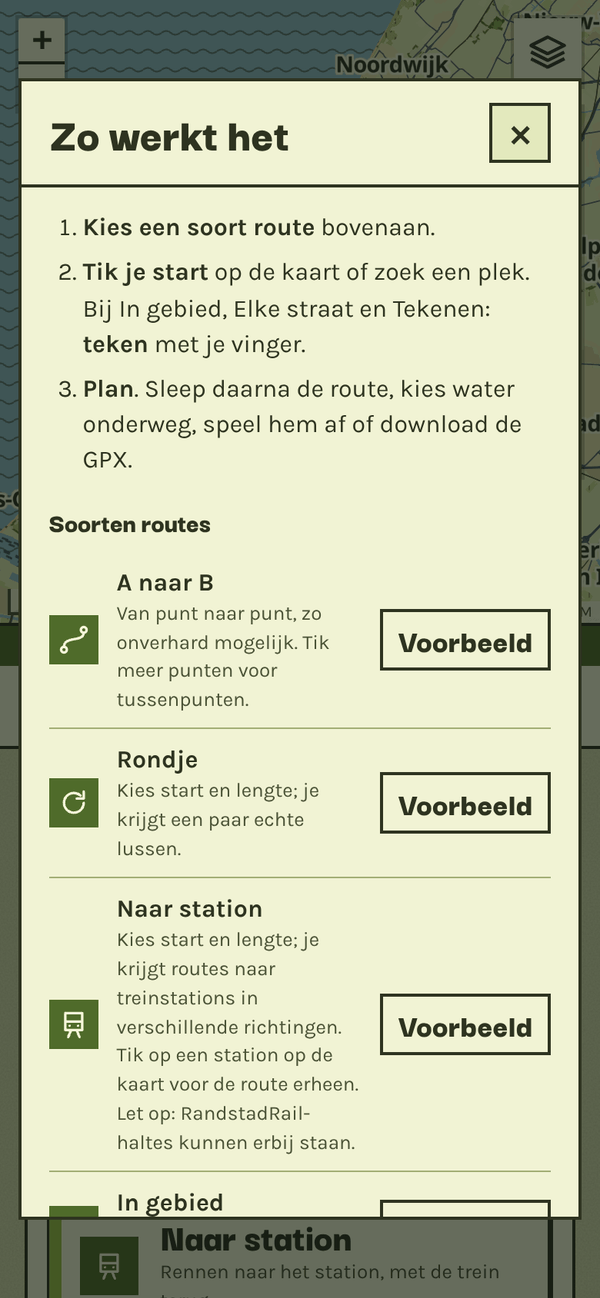 +
Noordwijk
Zo werkt het
×
1. Kies een soort route bovenaan.
2. Tik je start op de kaart of zoek een plek.
Bij In gebied, Elke straat en Tekenen:
teken met je vinger.
3. Plan. Sleep daarna de route, kies water
onderweg, speel hem af of download de
GPX.
Soorten routes
A naar B
Van punt naar punt, zo
onverhard mogelijk. Tik
meer punten voor
tussenpunten.
Voorbeeld
Rondje
Kies start en lengte; je
krijgt een paar echte
lussen.
Voorbeeld
Naar station
Kies start en lengte; je
krijgt routes naar
treinstations in
verschillende richtingen.
Tik op een station op de
kaart voor de route erheen.
Let op: RandstadRail-
haltes kunnen erbij staan.
Voorbeeld
In gebied
Naar station
Rennen naar het station, met de trein